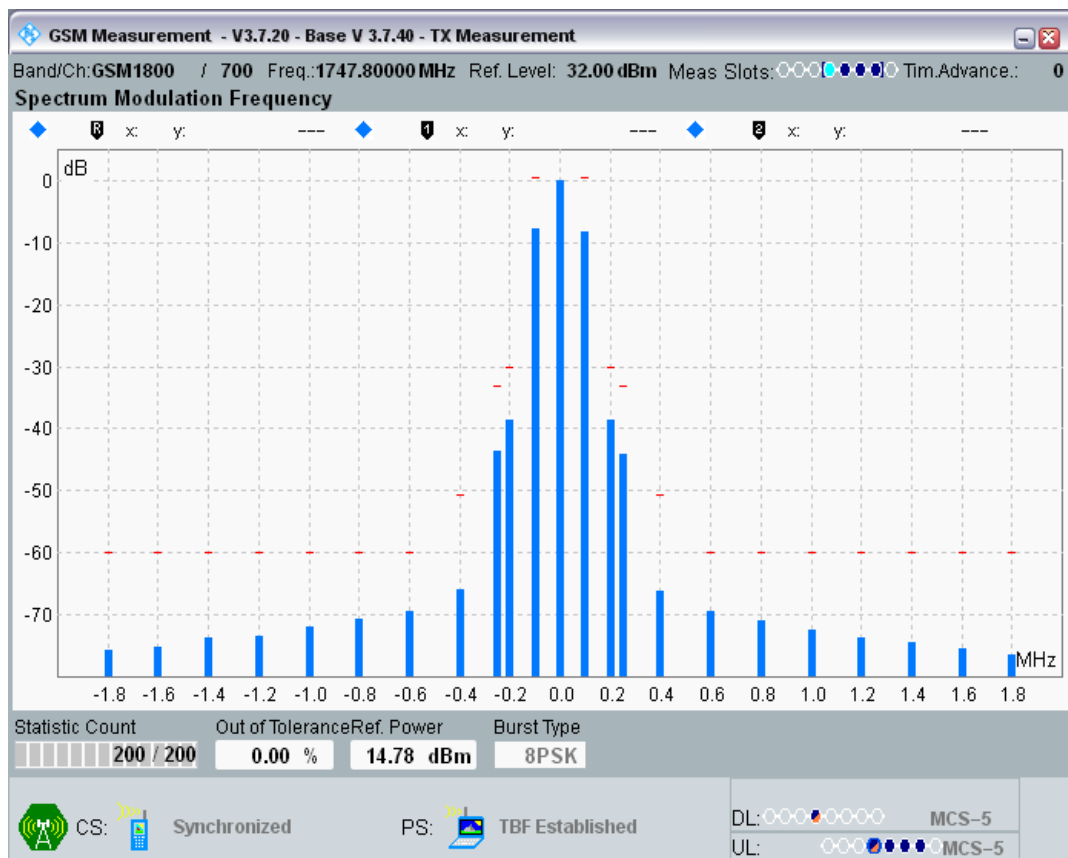 GSM Measurement - V3.7.20 - Base V 3.7.40 - TX Measurement
Band/Ch:GSM1800 / 700 Freq.:1747.80000 MHz Ref. Level: 32.00 dBm Meas Slots: Tim.Advance.: 0
Spectrum Modulation Frequency
R x: y: --- 1 x: y: --- 2 x: y: ---
dB
0
-10
-20
-30
-40
-50
-60
-70
MHz
-1.8 -1.6 -1.4 -1.2 -1.0 -0.8 -0.6 -0.4 -0.2 0.0 0.2 0.4 0.6 0.8 1.0 1.2 1.4 1.6 1.8
Statistic Count Out of Tolerance Ref. Power Burst Type
200 / 200 0.00 % 14.78 dBm 8PSK
CS: Synchronized PS: TBF Established
DL: MCS-5
UL: MCS-5